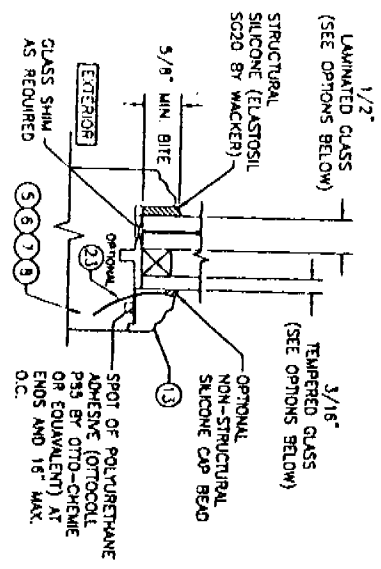 1/2"
LAMINATED GLASS
(SEE OPTIONS BELOW)
STRUCTURAL
SILICONE (ELASTOSIL
SG20 BY WACKER)
5/8" MIN. BITE
EXTERIOR
GLASS SHIM
AS REQUIRED
3/16"
TEMPERED GLASS
(SEE OPTIONS BELOW)
OPTIONAL
NON-STRUCTURAL
SILICONE CAP BEAD
13
OPTIONAL
23
SPOT OF POLYURETHANE
ADHESIVE (OTTOCOLL
P85 BY OTTO-CHEMIE
OR EQUAVALENT) AT
ENDS AND 16" MAX.
O.C.
5 6 7 8